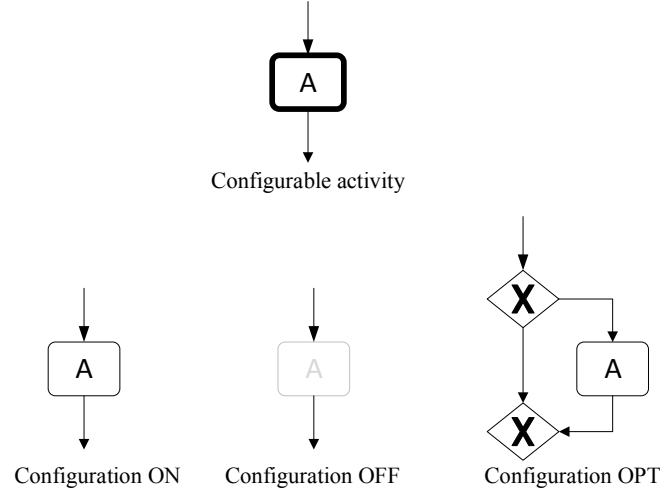 A
Configurable activity
X
A
A
A
X
Configuration ON
Configuration OFF
Configuration OPT